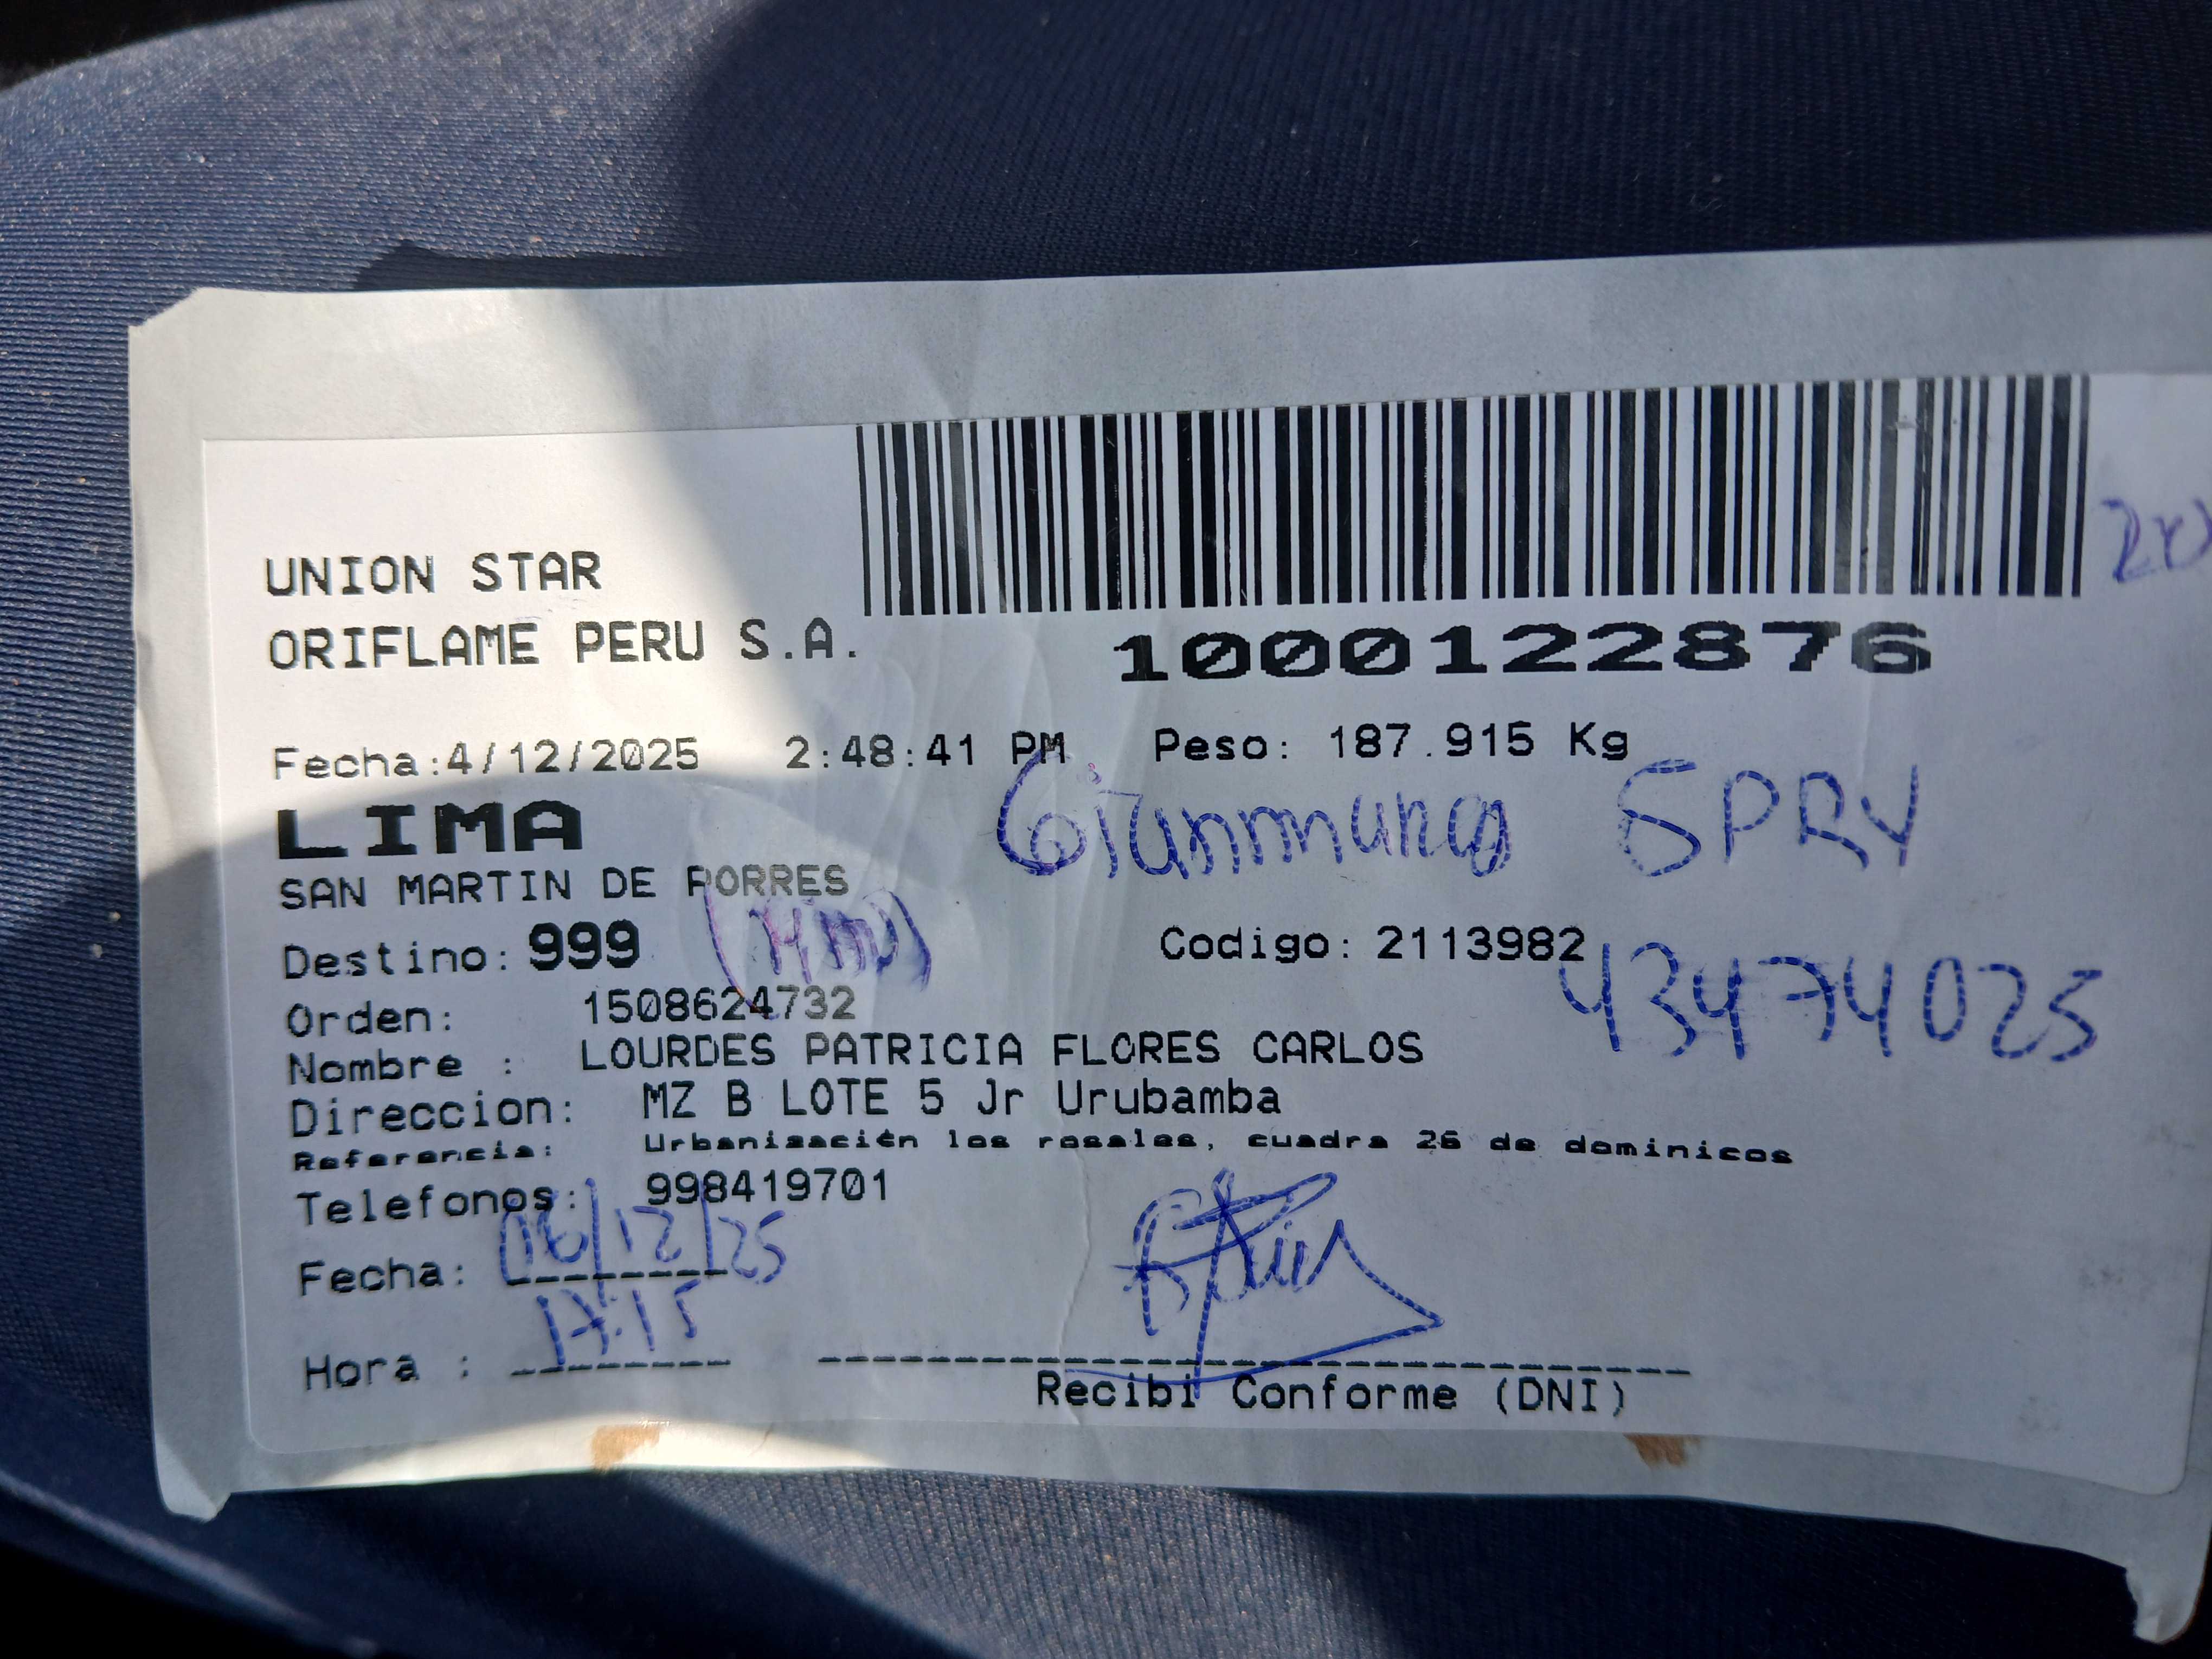 UNION STAR
ORIFLAME PERU S.A.
1000122876
Fecha:4/12/2025 2:48:41 PM Peso: 187.915 Kg
LIMA
SAN MARTIN DE PORRES
Destino: 999 Codigo: 2113982
43474025
Orden: 1508624732
Nombre : LOURDES PATRICIA FLORES CARLOS
Direccion: MZ B LOTE 5 Jr Urubamba
Referencia: Urbanización los rosales, cuadra 26 de dominicos
Telefonos: 998419701
Fecha: 06/12/25
Hora : 17:15
Recibi Conforme (DNI)